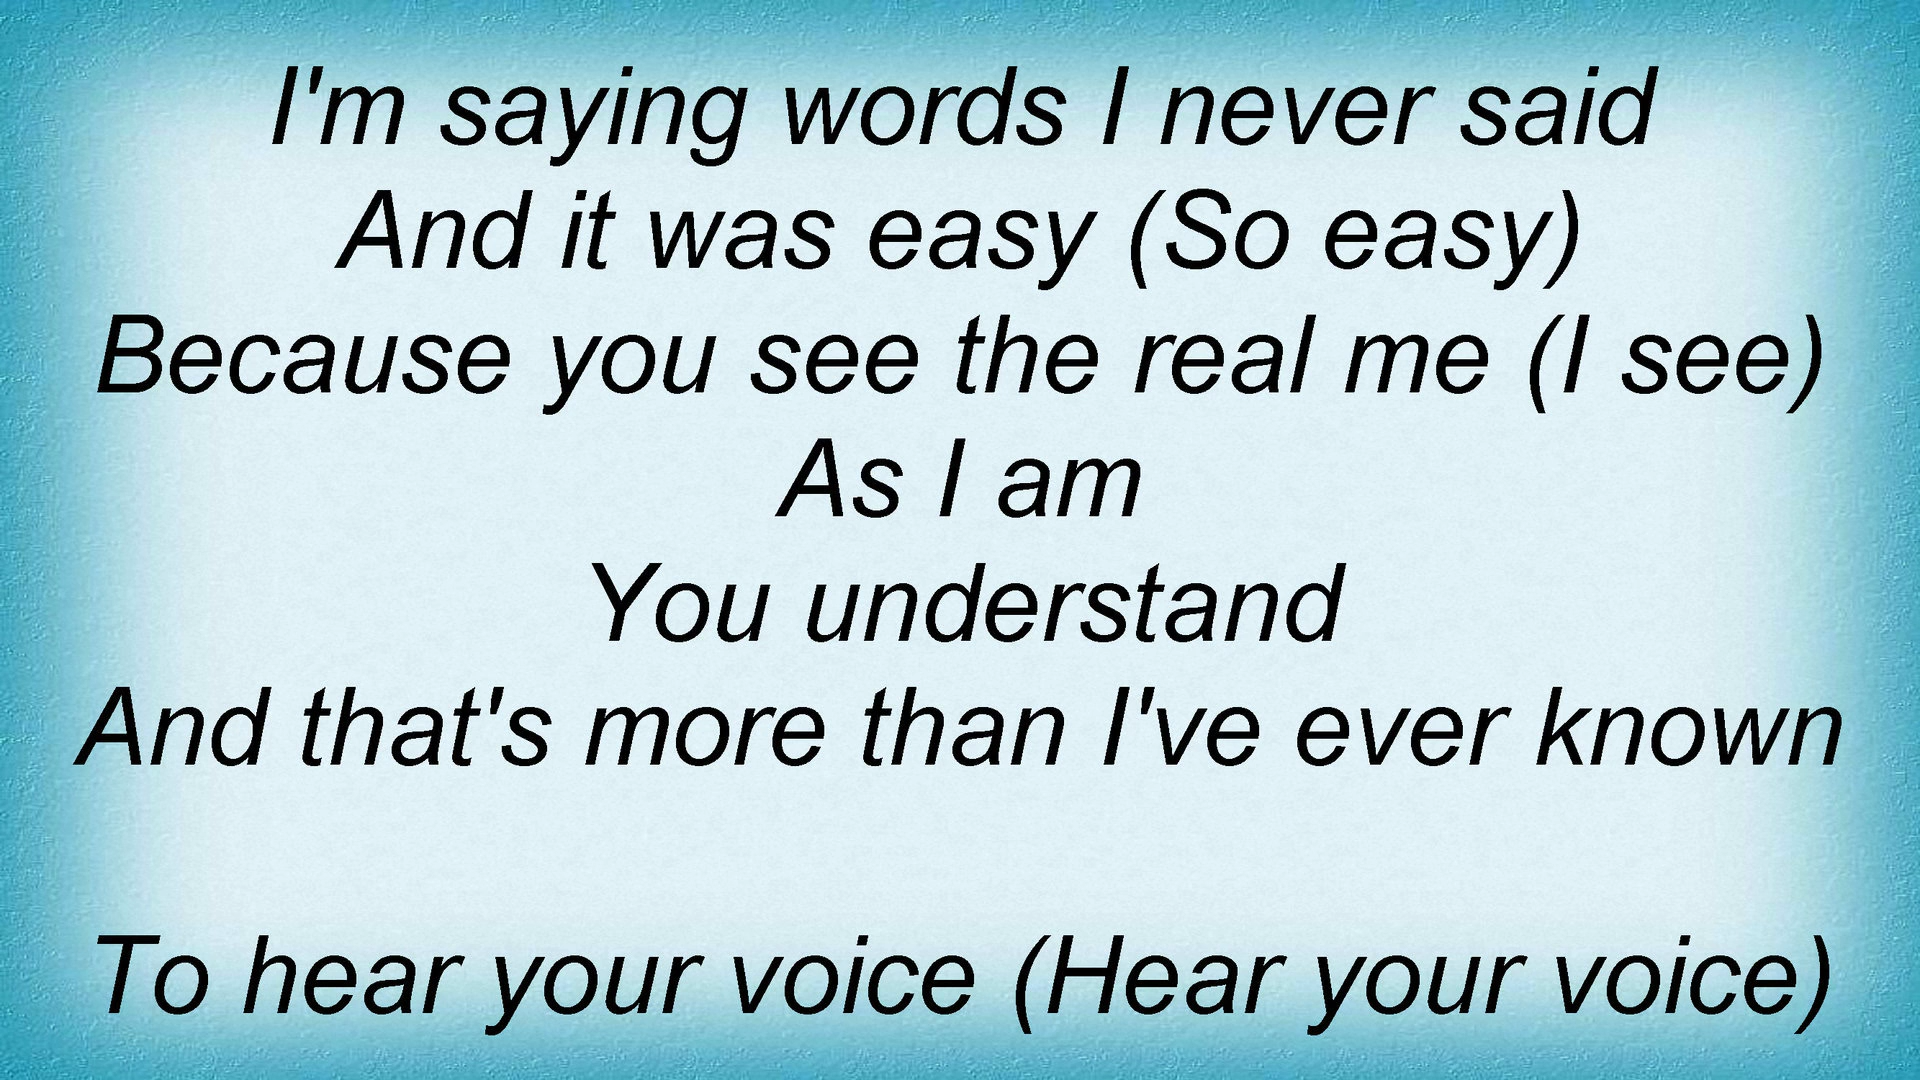 I'm saying words I never said
And it was easy (So easy)
Because you see the real me (I see)
As I am
You understand
And that's more than I've ever known
To hear your voice (Hear your voice)